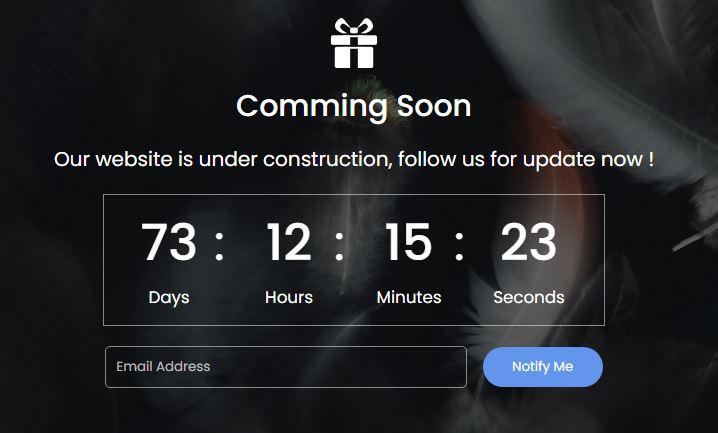 Comming Soon
Our website is under construction, follow us for update now !
73 : 12 : 15 : 23
Days Hours Minutes Seconds
Email Address Notify Me